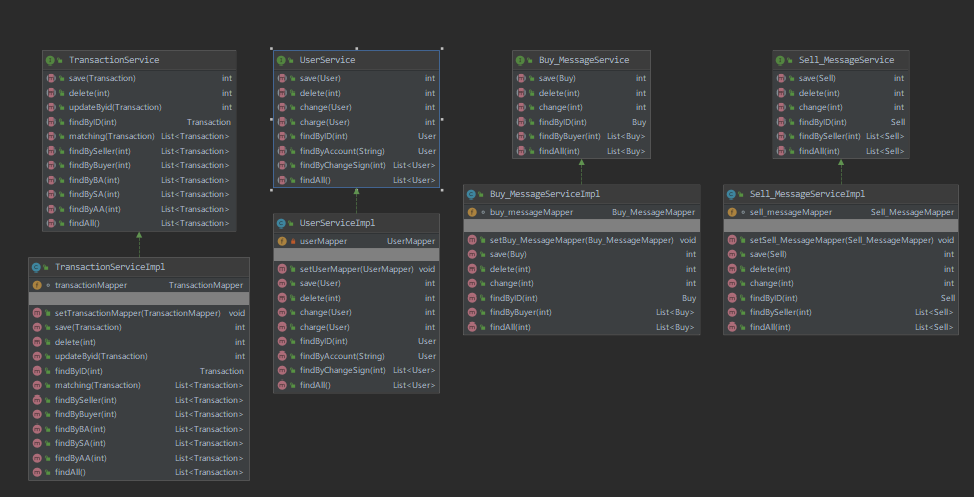 TransactionService
save(Transaction) int
delete(int) int
updateByid(Transaction) int
findByID(int) Transaction
matching(Transaction) List<Transaction>
findBySeller(int) List<Transaction>
findByBuyer(int) List<Transaction>
findByBA(int) List<Transaction>
findBySA(int) List<Transaction>
findByAA(int) List<Transaction>
findAll() List<Transaction>
TransactionServiceImpl
transactionMapper TransactionMapper
setTransactionMapper(TransactionMapper) void
save(Transaction) int
delete(int) int
updateByid(Transaction) int
findByID(int) Transaction
matching(Transaction) List<Transaction>
findBySeller(int) List<Transaction>
findByBuyer(int) List<Transaction>
findByBA(int) List<Transaction>
findBySA(int) List<Transaction>
findByAA(int) List<Transaction>
findAll() List<Transaction>
UserService
save(User) int
delete(int) int
change(User) int
charge(User) int
findByID(int) User
findByAccount(String) User
findByChangeSign(int) List<User>
findAll() List<User>
UserServiceImpl
userMapper UserMapper
setUserMapper(UserMapper) void
save(User) int
delete(int) int
change(User) int
charge(User) int
findByID(int) User
findByAccount(String) User
findByChangeSign(int) List<User>
findAll() List<User>
Buy_MessageService
save(Buy) int
delete(int) int
change(int) int
findByID(int) Buy
findByBuyer(int) List<Buy>
findAll(int) List<Buy>
Buy_MessageServiceImpl
buy_messageMapper Buy_MessageMapper
setBuy_MessageMapper(Buy_MessageMapper) void
save(Buy) int
delete(int) int
change(int) int
findByID(int) Buy
findByBuyer(int) List<Buy>
findAll(int) List<Buy>
Sell_MessageService
save(Sell) int
delete(int) int
change(int) int
findByID(int) Sell
findBySeller(int) List<Sell>
findAll(int) List<Sell>
Sell_MessageServiceImpl
sell_messageMapper Sell_MessageMapper
setSell_MessageMapper(Sell_MessageMapper) void
save(Sell) int
delete(int) int
change(int) int
findByID(int) Sell
findBySeller(int) List<Sell>
findAll(int) List<Sell>